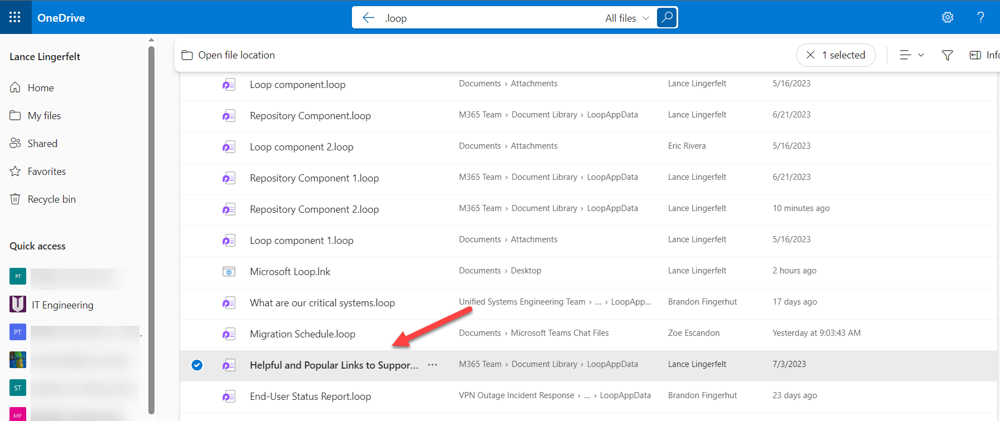 OneDrive
.loop
All files
Lance Lingerfelt
Home
My files
Shared
Favorites
Recycle bin
Quick access
PT
IT Engineering
PT
.
ST
MP
Open file location
1 selected
Info
Loop component.loop Documents › Attachments Lance Lingerfelt 5/16/2023
Repository Component.loop M365 Team › Document Library › LoopAppData Lance Lingerfelt 6/21/2023
Loop component 2.loop Documents › Attachments Eric Rivera 5/16/2023
Repository Component 1.loop M365 Team › Document Library › LoopAppData Lance Lingerfelt 6/21/2023
Repository Component 2.loop M365 Team › Document Library › LoopAppData Lance Lingerfelt 10 minutes ago
Loop component 1.loop Documents › Attachments Lance Lingerfelt 5/16/2023
Microsoft Loop.lnk Documents › Desktop Lance Lingerfelt 2 hours ago
What are our critical systems.loop Unified Systems Engineering Team › ... › LoopApp... Brandon Fingerhut 17 days ago
Migration Schedule.loop Documents › Microsoft Teams Chat Files Zoe Escandon Yesterday at 9:03:43 AM
Helpful and Popular Links to Suppor... ... M365 Team › Document Library › LoopAppData Lance Lingerfelt 7/3/2023
End-User Status Report.loop VPN Outage Incident Response › ... › LoopAppData Brandon Fingerhut 23 days ago